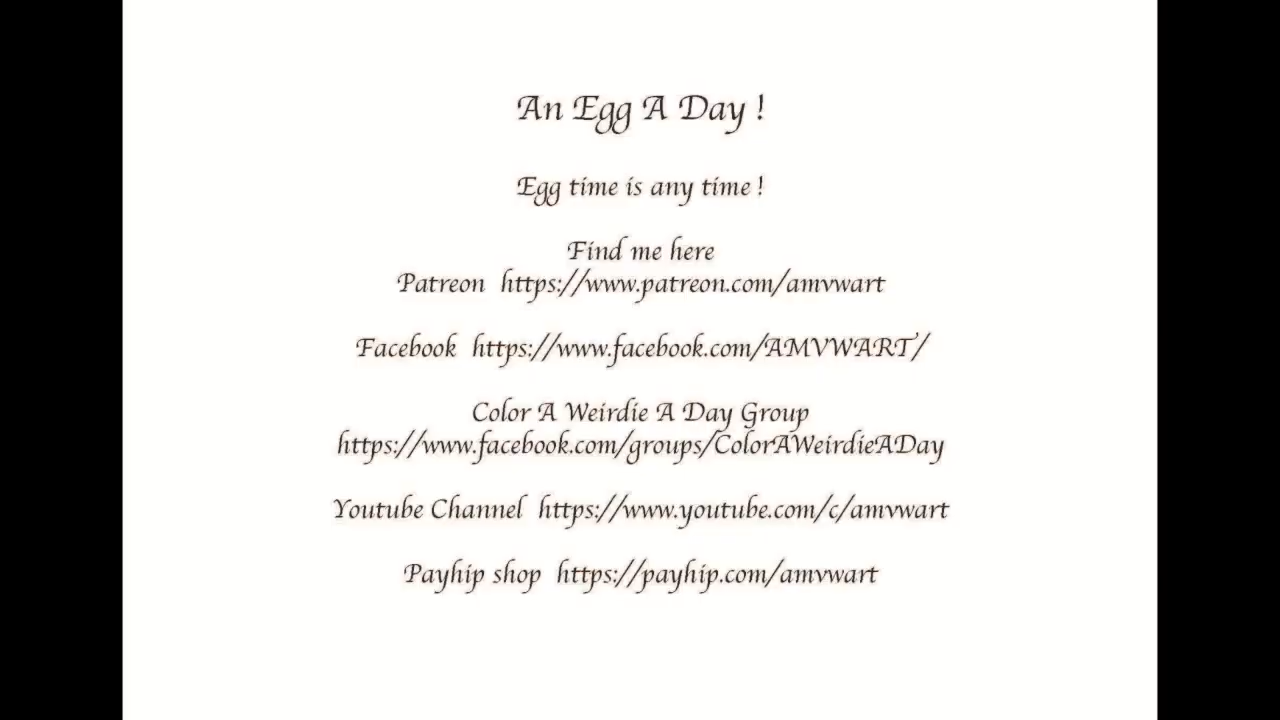 An Egg A Day !
Egg time is any time !
Find me here
Patreon https://www.patreon.com/amvwart
Facebook https://www.facebook.com/AMVWART/
Color A Weirdie A Day Group
https://www.facebook.com/groups/ColorAWeirdieADay
Youtube Channel https://www.youtube.com/c/amvwart
Payhip shop https://payhip.com/amvwart